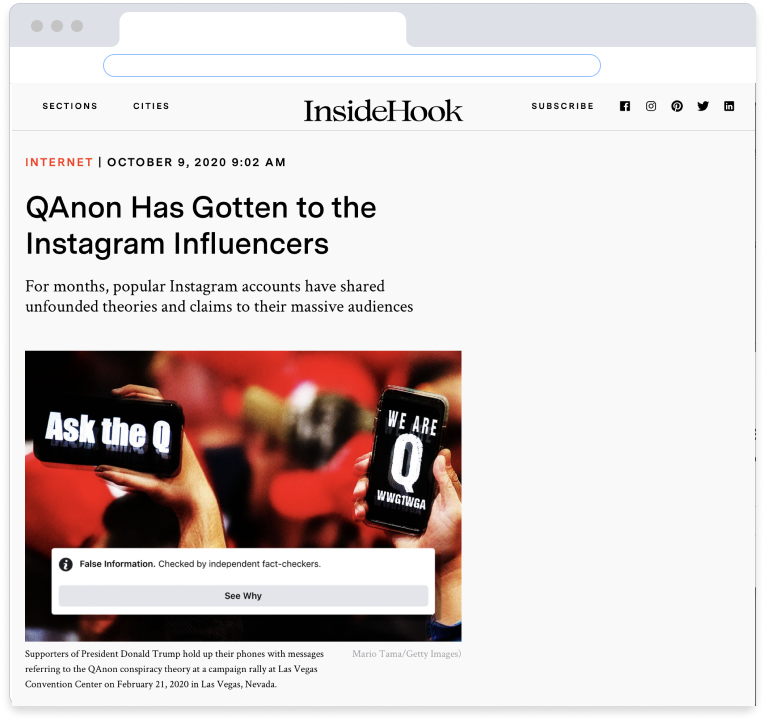 SECTIONS CITIES InsideHook SUBSCRIBE
INTERNET | OCTOBER 9, 2020 9:02 AM
QAnon Has Gotten to the
Instagram Influencers
For months, popular Instagram accounts have shared
unfounded theories and claims to their massive audiences
Ask the Q
WE ARE
Q
WWG1WGA
False Information. Checked by independent fact-checkers.
See Why
Supporters of President Donald Trump hold up their phones with messages
referring to the QAnon conspiracy theory at a campaign rally at Las Vegas
Convention Center on February 21, 2020 in Las Vegas, Nevada.
Mario Tama/Getty Images)